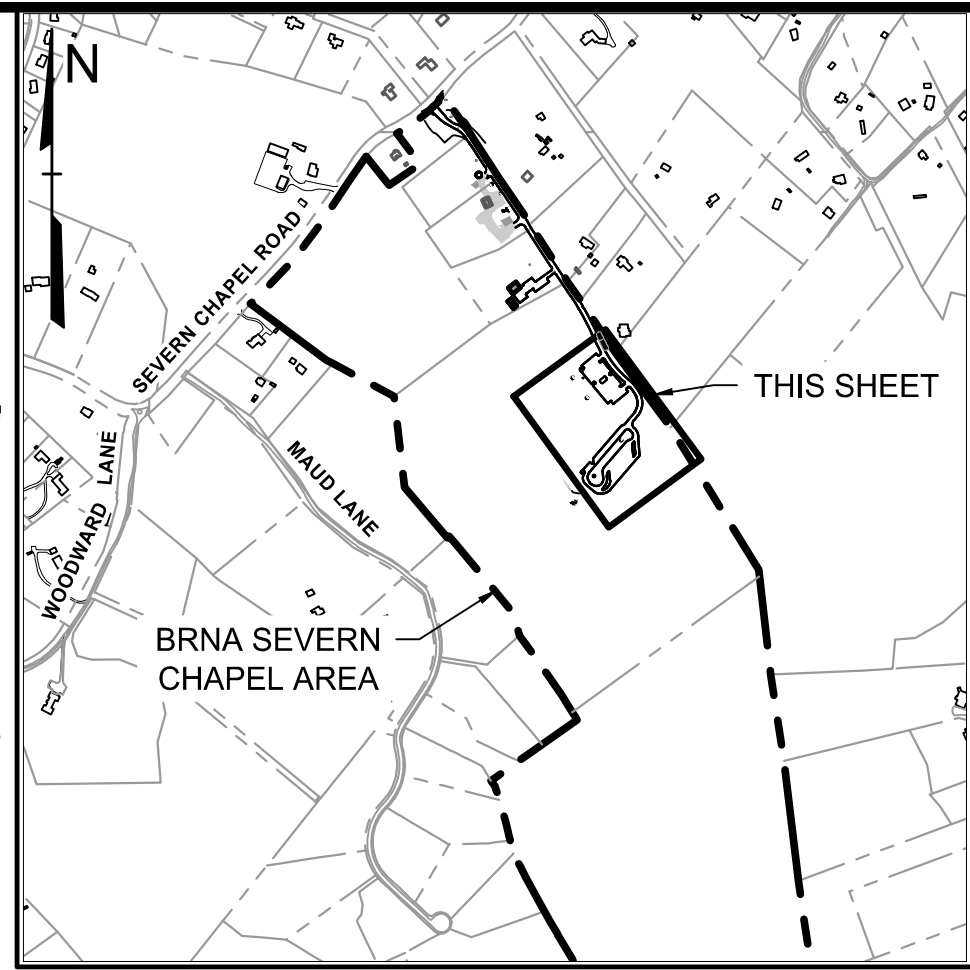 N
SEVERN CHAPEL ROAD
THIS SHEET
MAUD LANE
WOODWARD LANE
BRNA SEVERN
CHAPEL AREA